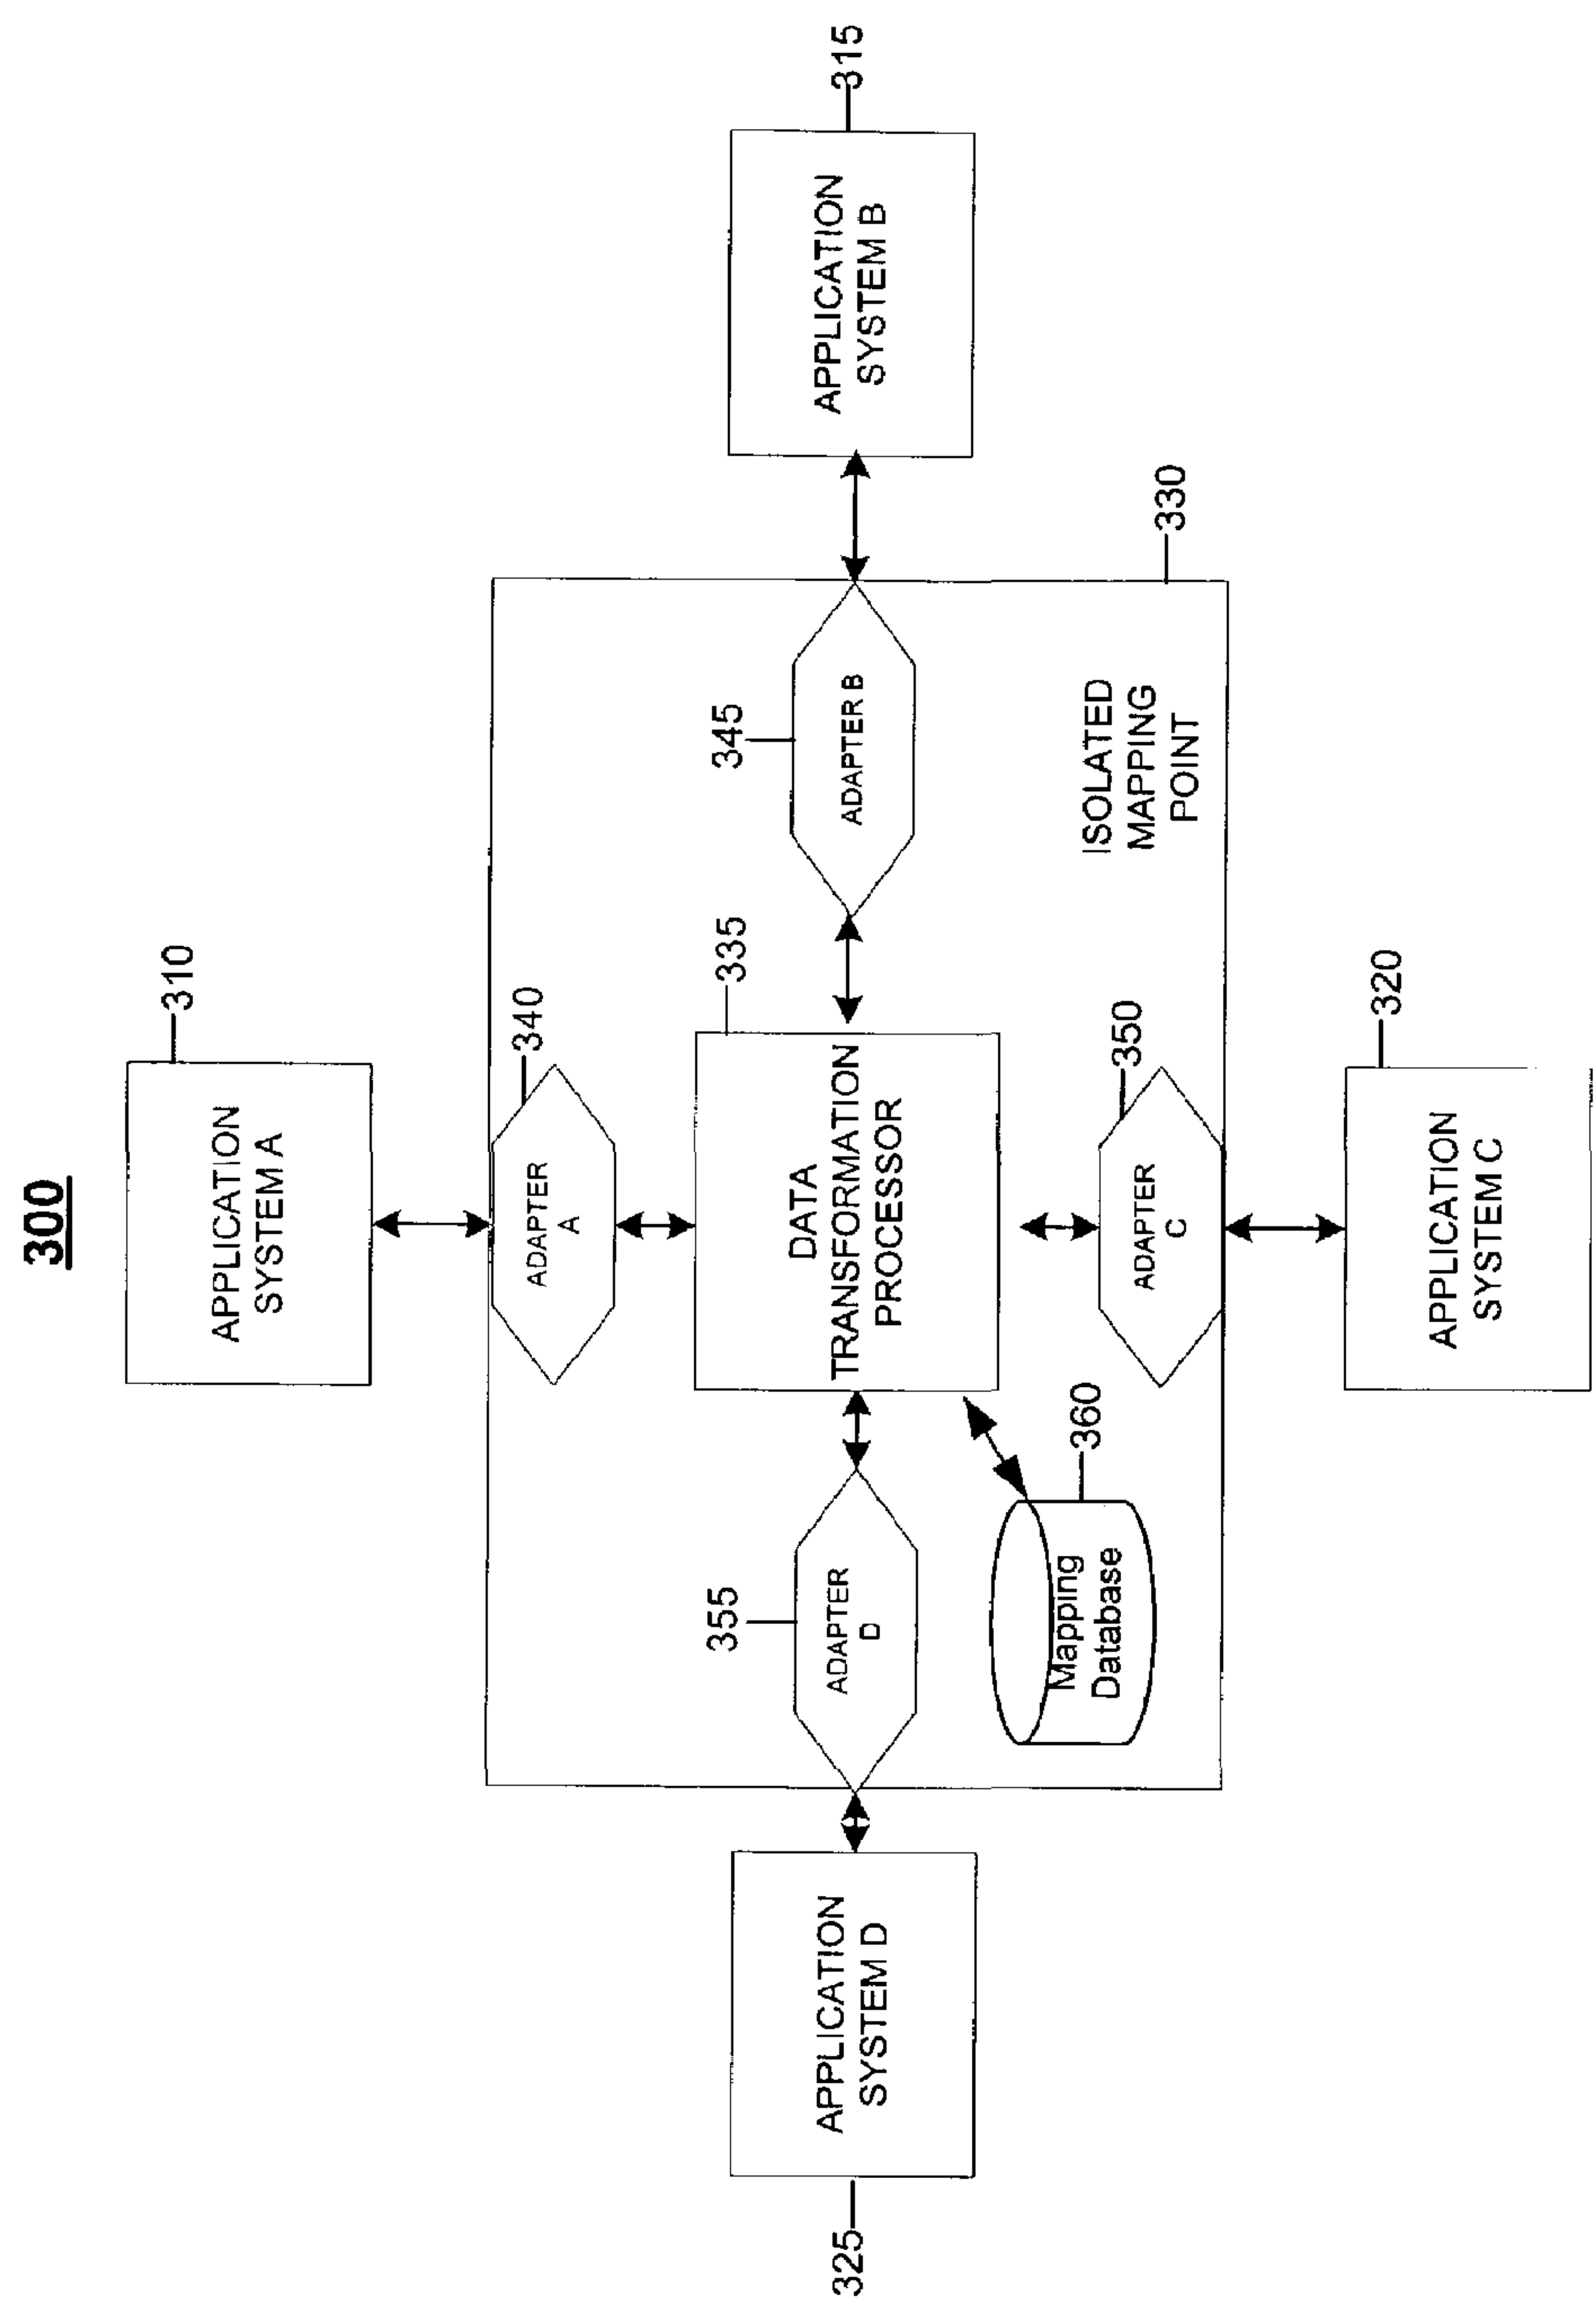 300
310
APPLICATION
SYSTEM A
340
ADAPTER
A
325
APPLICATION
SYSTEM D
355
ADAPTER
D
335
DATA
TRANSFORMATION
PROCESSOR
345
ADAPTER B
APPLICATION
SYSTEM B
315
360
Mapping
Database
350
ADAPTER
C
ISOLATED
MAPPING
POINT
330
320
APPLICATION
SYSTEM C